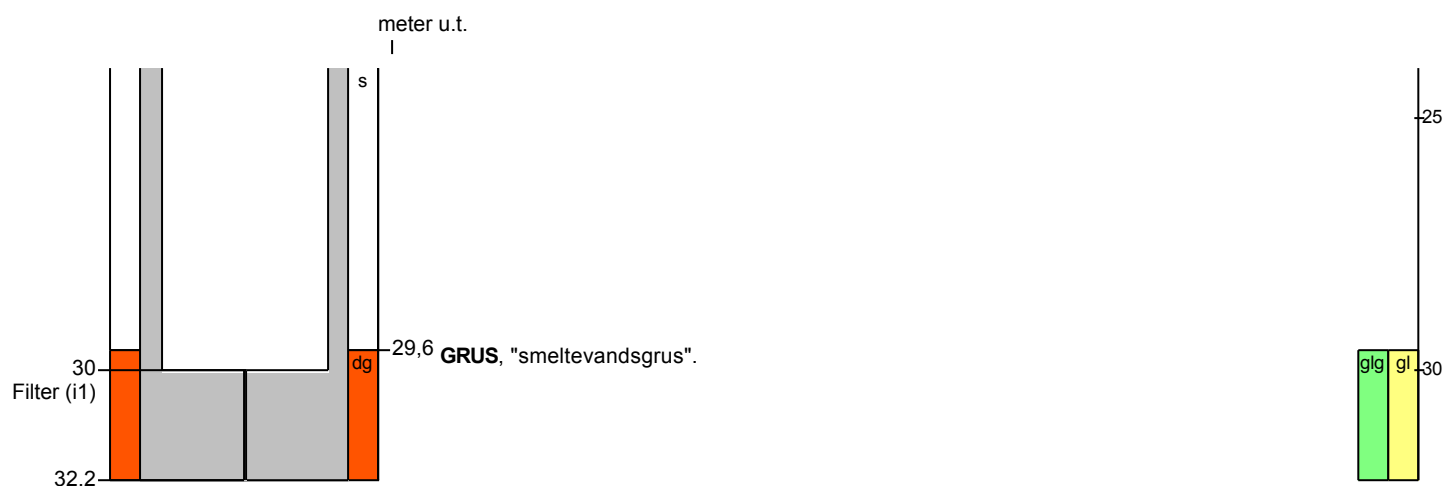 meter u.t.
s
25
29,6 GRUS, "smeltevandsgrus".
dg
glg gl
30
30
Filter (i1)
32,2